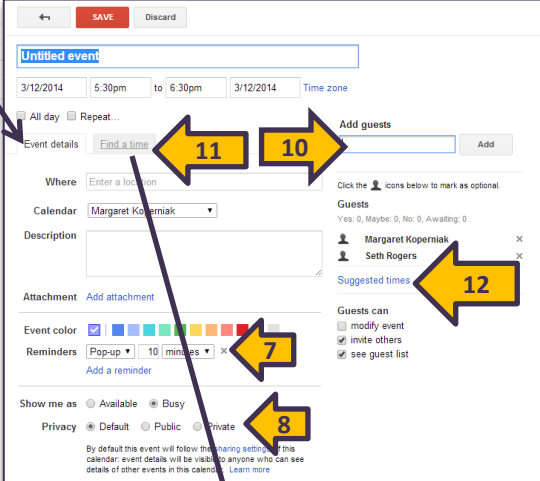 SAVE Discard
Untitled event
3/12/2014 5:30pm to 6:30pm 3/12/2014 Time zone
All day Repeat...
Event details Find a time 11
10 Add guests
Add
Where Enter a location
Calendar Margaret Koperniak
Description
Attachment Add attachment
Click the icons below to mark as optional.
Guests
Yes: 0, Maybe: 0, No: 0, Awaiting: 0
Margaret Koperniak ×
Seth Rogers ×
Suggested times 12
Guests can
modify event
invite others
see guest list
Event color
Reminders Pop-up 10 minutes × 7
Add a reminder
Show me as Available Busy
Privacy Default Public Private 8
By default this event will follow the sharing settings of this
calendar: event details will be visible to anyone who can see
details of other events in this calendar. Learn more